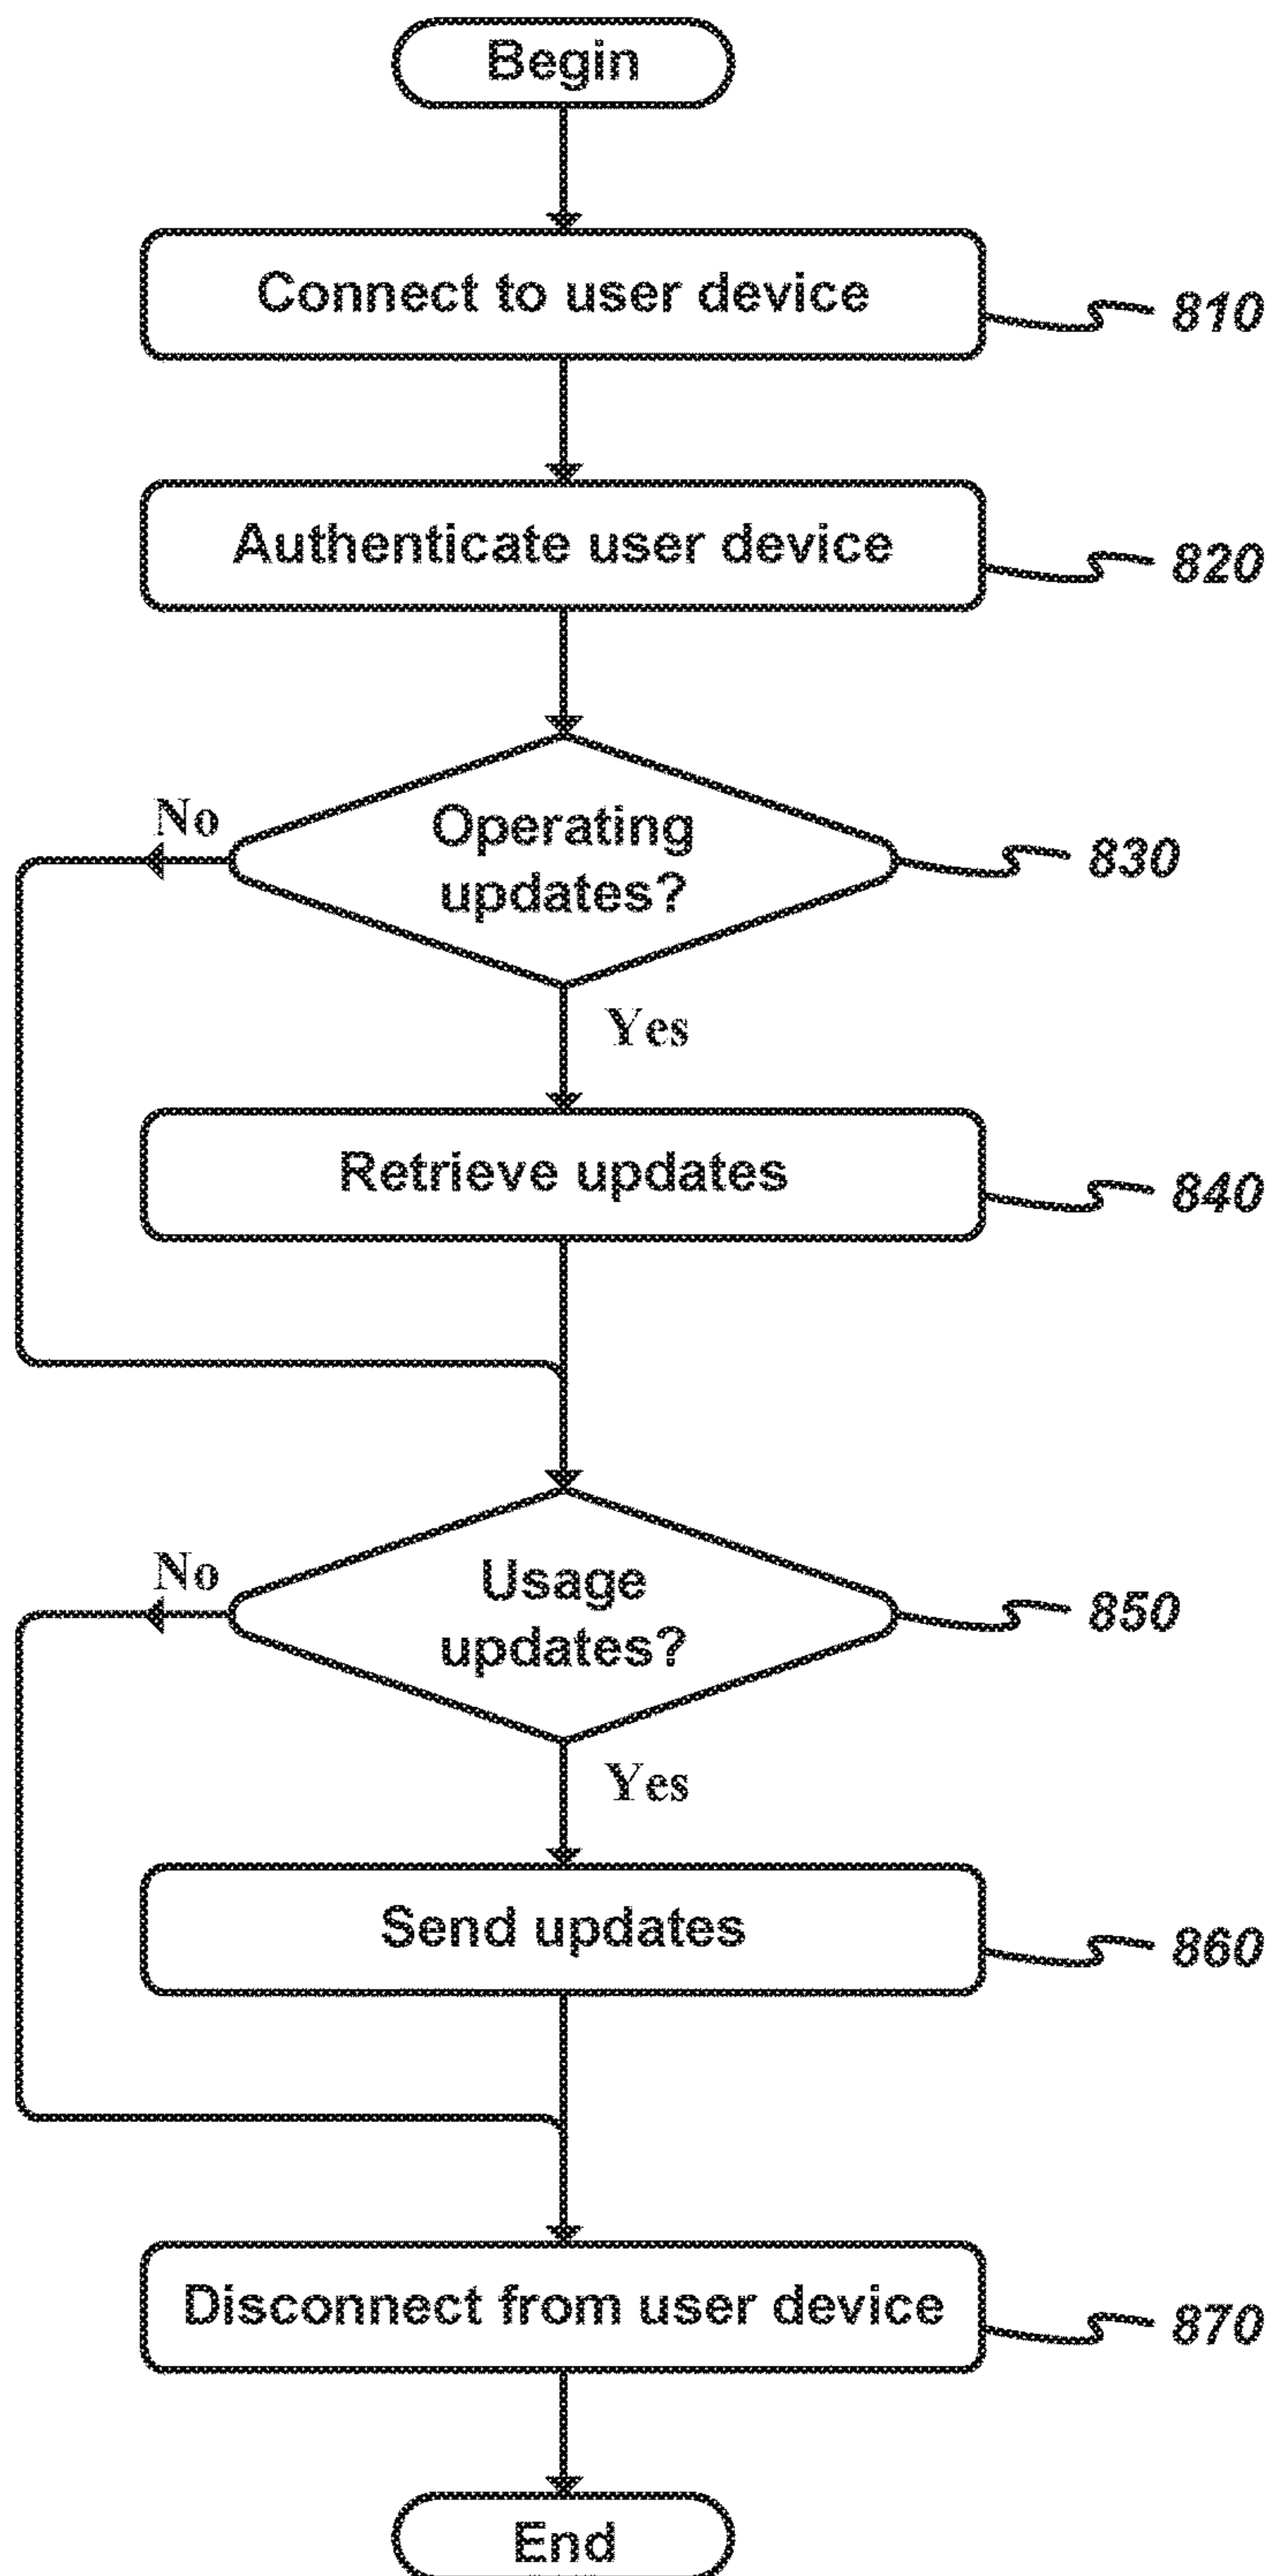 Begin
Connect to user device
810
Authenticate user device
820
No
Operating
updates?
830
Yes
Retrieve updates
840
No
Usage
updates?
850
Yes
Send updates
860
Disconnect from user device
870
End